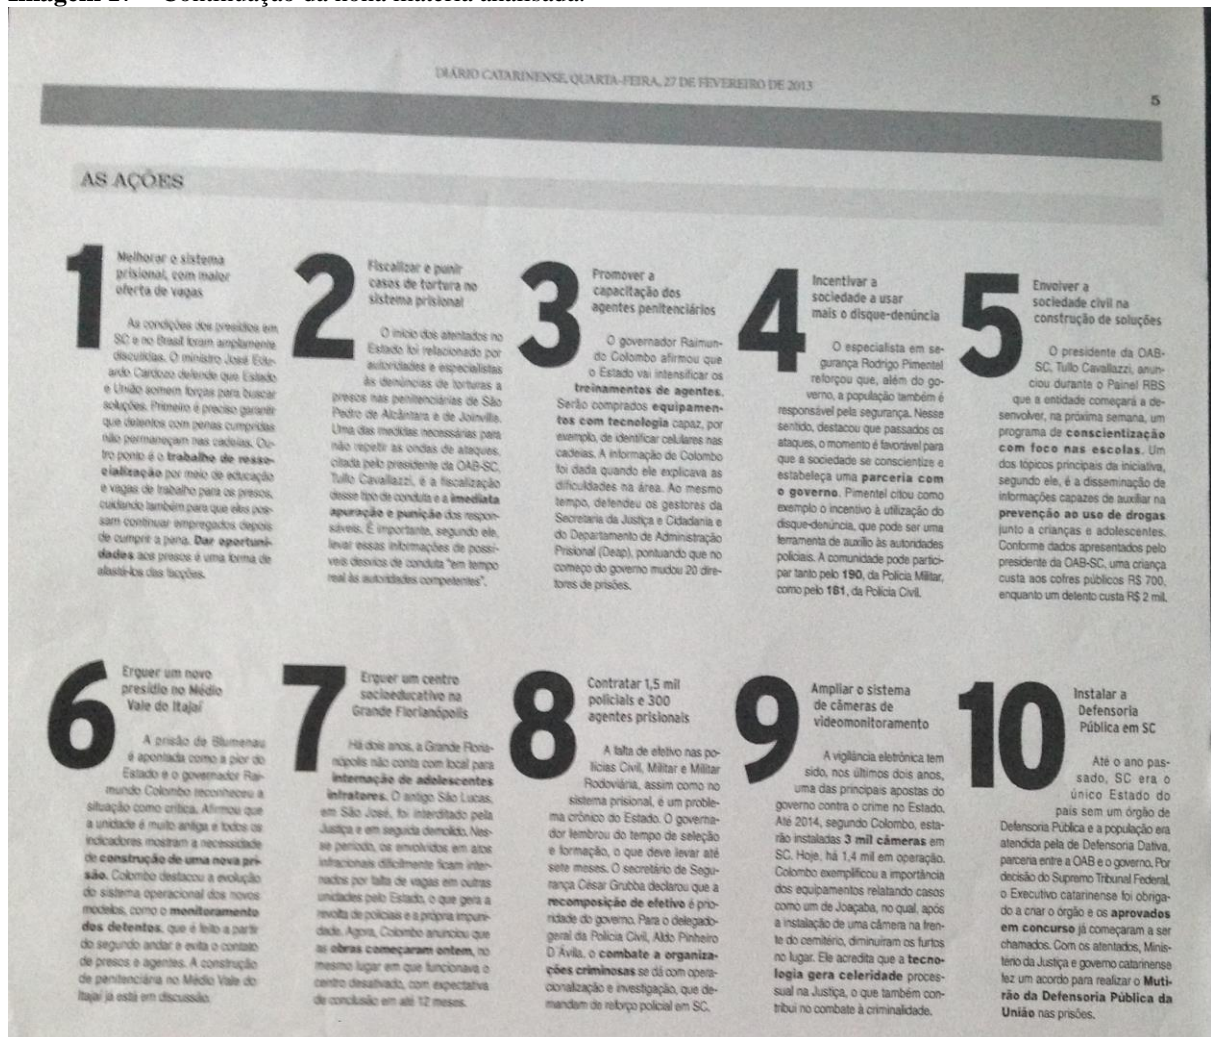 DIÁRIO CATARINENSE, QUARTA-FEIRA, 27 DE FEVEREIRO DE 2013
5
AS AÇÕES
1
Melhorar o sistema
prisional, com maior
oferta de vagas
As condições dos presídios em
SC e no Brasil foram amplamente
discutidas. O ministro José Edu-
ardo Cardozo defende que Estado
e União somem forças para buscar
soluções. Primeiro é preciso garantir
que detentos com penas cumpridas
não permaneçam nas cadeias. Ou-
tro ponto é o trabalho de resso-
cialização por meio de educação
e vagas de trabalho para os presos,
cuidando também para que eles pos-
sam continuar empregados depois
de cumprir a pena. Dar oportuni-
dades aos presos é uma forma de
afastá-los das facções.
2
Fiscalizar e punir
casos de tortura no
sistema prisional
O início dos atentados no
Estado foi relacionado por
autoridades e especialistas
às denúncias de torturas a
presos nas penitenciárias de São
Pedro de Alcântara e de Joinville.
Uma das medidas necessárias para
não repetir as ondas de ataques,
citada pelo presidente da OAB-SC,
Tullo Cavallazzi, é a fiscalização
desse tipo de conduta e a imediata
apuração e punição dos respon-
sáveis. É importante, segundo ele,
levar essas informações de possí-
veis desvios de conduta "em tempo
real às autoridades competentes".
3
Promover a
capacitação dos
agentes penitenciários
O governador Raimun-
do Colombo afirmou que
o Estado vai intensificar os
treinamentos de agentes.
Serão comprados equipamen-
tos com tecnologia capaz, por
exemplo, de identificar celulares nas
cadeias. A informação de Colombo
foi dada quando ele explicava as
dificuldades na área. Ao mesmo
tempo, defendeu os gestores da
Secretaria da Justiça e Cidadania e
do Departamento de Administração
Prisional (Deap), pontuando que no
começo do governo mudou 20 dire-
tores de prisões.
4
Incentivar a
sociedade a usar
mais o disque-denúncia
O especialista em se-
gurança Rodrigo Pimentel
reforçou que, além do go-
verno, a população também é
responsável pela segurança. Nesse
sentido, destacou que passados os
ataques, o momento é favorável para
que a sociedade se conscientize e
estabeleça uma parceria com
o governo. Pimentel citou como
exemplo o incentivo à utilização do
disque-denúncia, que pode ser uma
ferramenta de auxílio às autoridades
policiais. A comunidade pode partici-
par tanto pelo 190, da Polícia Militar,
como pelo 181, da Polícia Civil.
5
Envolver a
sociedade civil na
construção de soluções
O presidente da OAB-
SC, Tullo Cavallazzi, anun-
ciou durante o Painel RBS
que a entidade começará a de-
senvolver, na próxima semana, um
programa de conscientização
com foco nas escolas. Um
dos tópicos principais da iniciativa,
segundo ele, é a disseminação de
informações capazes de auxiliar na
prevenção ao uso de drogas
junto a crianças e adolescentes.
Conforme dados apresentados pelo
presidente da OAB-SC, uma criança
custa aos cofres públicos R$ 700,
enquanto um detento custa R$ 2 mil.
6
Erguer um novo
presídio no Médio
Vale do Itajaí
A prisão de Blumenau
é apontada como a pior do
Estado e o governador Rai-
mundo Colombo reconheceu a
situação como crítica. Afirmou que
a unidade é muito antiga e todos os
indicadores mostram a necessidade
de construção de uma nova pri-
são. Colombo destacou a evolução
do sistema operacional dos novos
modelos, como o monitoramento
dos detentos, que é feito a partir
do segundo andar e evita o contato
de presos e agentes. A construção
de penitenciária no Médio Vale do
Itajaí já está em discussão.
7
Erguer um centro
socioeducativo na
Grande Florianópolis
Há dois anos, a Grande Floria-
nópolis não conta com local para
internação de adolescentes
infratores. O antigo São Lucas,
em São José, foi interditado pela
Justiça e em seguida demolido. Nes-
se período, os envolvidos em atos
infracionais dificilmente ficam inter-
nados por falta de vagas em outras
unidades pelo Estado, o que gera a
revolta de policiais e a própria impuni-
dade. Agora, Colombo anunciou que
as obras começaram ontem, no
mesmo lugar em que funcionava o
centro desativado, com expectativa
de conclusão em até 12 meses.
8
Contratar 1,5 mil
policiais e 300
agentes prisionais
A falta de efetivo nas po-
lícias Civil, Militar e Militar
Rodoviária, assim como no
sistema prisional, é um proble-
ma crônico do Estado. O governa-
dor lembrou do tempo de seleção
e formação, o que deve levar até
sete meses. O secretário de Segu-
rança César Grubba declarou que a
recomposição de efetivo é prio-
ridade do governo. Para o delegado-
geral da Polícia Civil, Aldo Pinheiro
D'Ávila, o combate a organiza-
ções criminosas se dá com opera-
cionalização e investigação, que de-
mandam de reforço policial em SC.
9
Ampliar o sistema
de câmeras de
videomonitoramento
A vigilância eletrônica tem
sido, nos últimos dois anos,
uma das principais apostas do
governo contra o crime no Estado.
Até 2014, segundo Colombo, esta-
rão instaladas 3 mil câmeras em
SC. Hoje, há 1,4 mil em operação.
Colombo exemplificou a importância
dos equipamentos relatando casos
como um de Joaçaba, no qual, após
a instalação de uma câmera na fren-
te do cemitério, diminuíram os furtos
no lugar. Ele acredita que a tecno-
logia gera celeridade proces-
sual na Justiça, o que também con-
tribui no combate à criminalidade.
10
Instalar a
Defensoria
Pública em SC
Até o ano pas-
sado, SC era o
único Estado do
país sem um órgão de
Defensoria Pública e a população era
atendida pela de Defensoria Dativa,
parceria entre a OAB e o governo. Por
decisão do Supremo Tribunal Federal,
o Executivo catarinense foi obriga-
do a criar o órgão e os aprovados
em concurso já começaram a ser
chamados. Com os atentados, Minis-
tério da Justiça e governo catarinense
fez um acordo para realizar o Muti-
rão da Defensoria Pública da
União nas prisões.